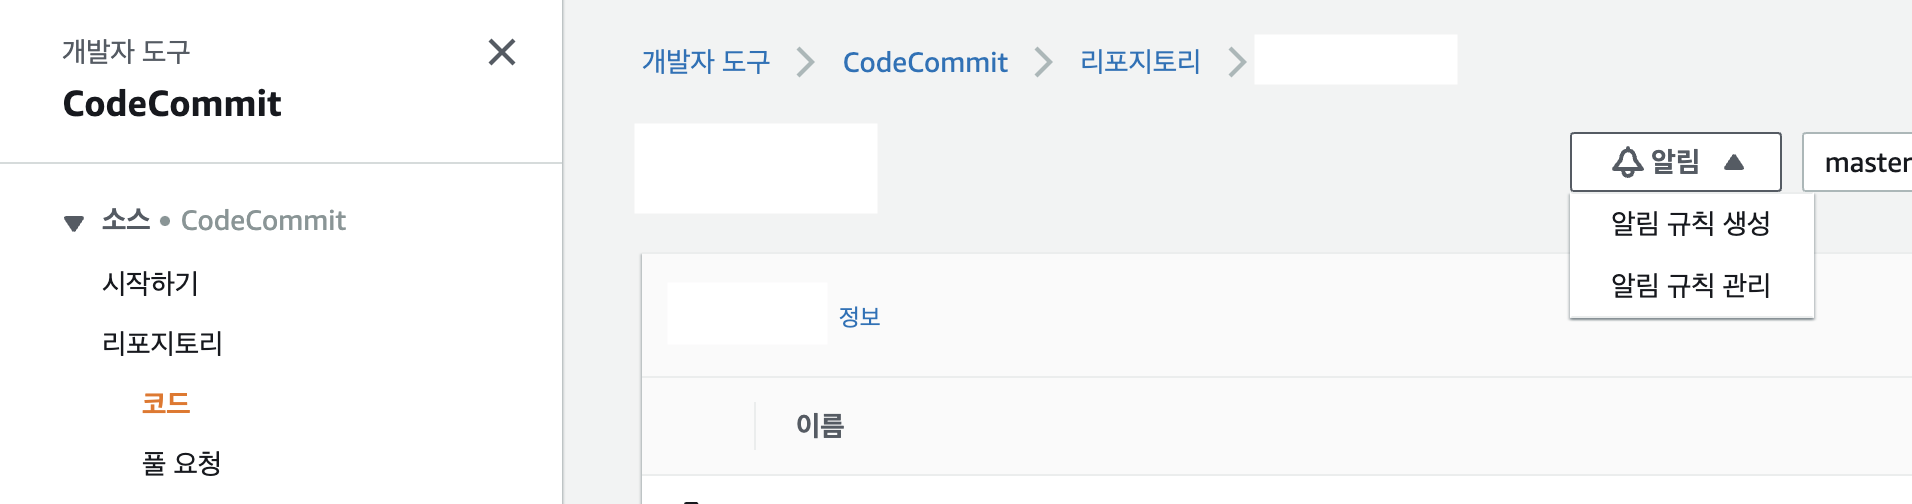 개발자 도구
CodeCommit
소스 • CodeCommit
시작하기
리포지토리
코드
풀 요청
개발자 도구 > CodeCommit > 리포지토리 >
알림
master
알림 규칙 생성
알림 규칙 관리
정보
이름